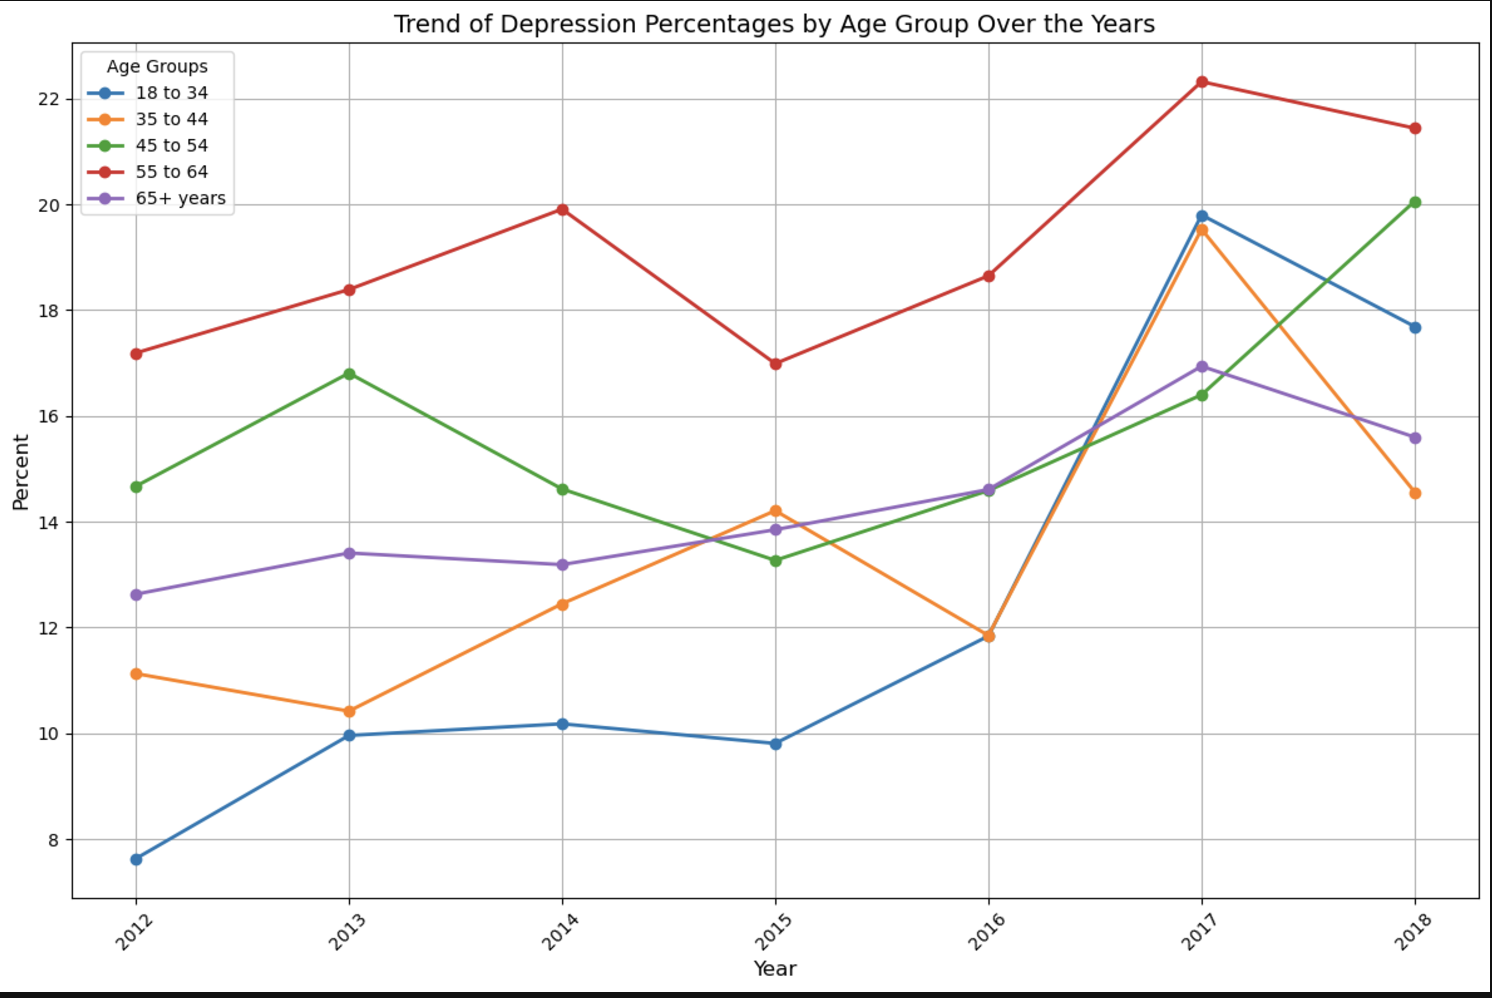 Trend of Depression Percentages by Age Group Over the Years
Age Groups
18 to 34
35 to 44
45 to 54
55 to 64
65+ years
Percent
22
20
18
16
14
12
10
8
2012
2013
2014
2015
2016
2017
2018
Year